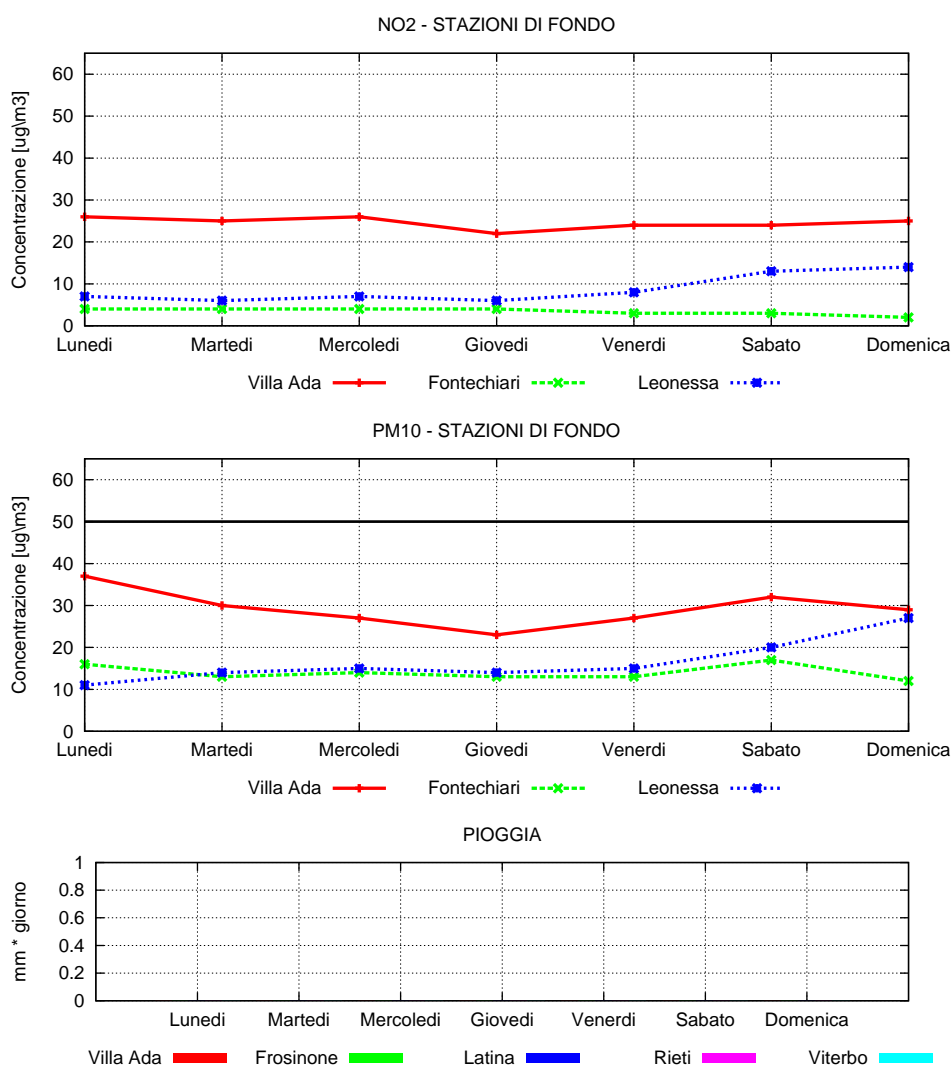 NO2 - STAZIONI DI FONDO
Concentrazione [ug\m3]
60
50
40
30
20
10
0
Lunedi Martedi Mercoledi Giovedi Venerdi Sabato Domenica
Villa Ada Fontechiari Leonessa
PM10 - STAZIONI DI FONDO
Concentrazione [ug\m3]
60
50
40
30
20
10
0
Lunedi Martedi Mercoledi Giovedi Venerdi Sabato Domenica
Villa Ada Fontechiari Leonessa
PIOGGIA
mm * giorno
1
0.8
0.6
0.4
0.2
0
Lunedi Martedi Mercoledi Giovedi Venerdi Sabato Domenica
Villa Ada Frosinone Latina Rieti Viterbo